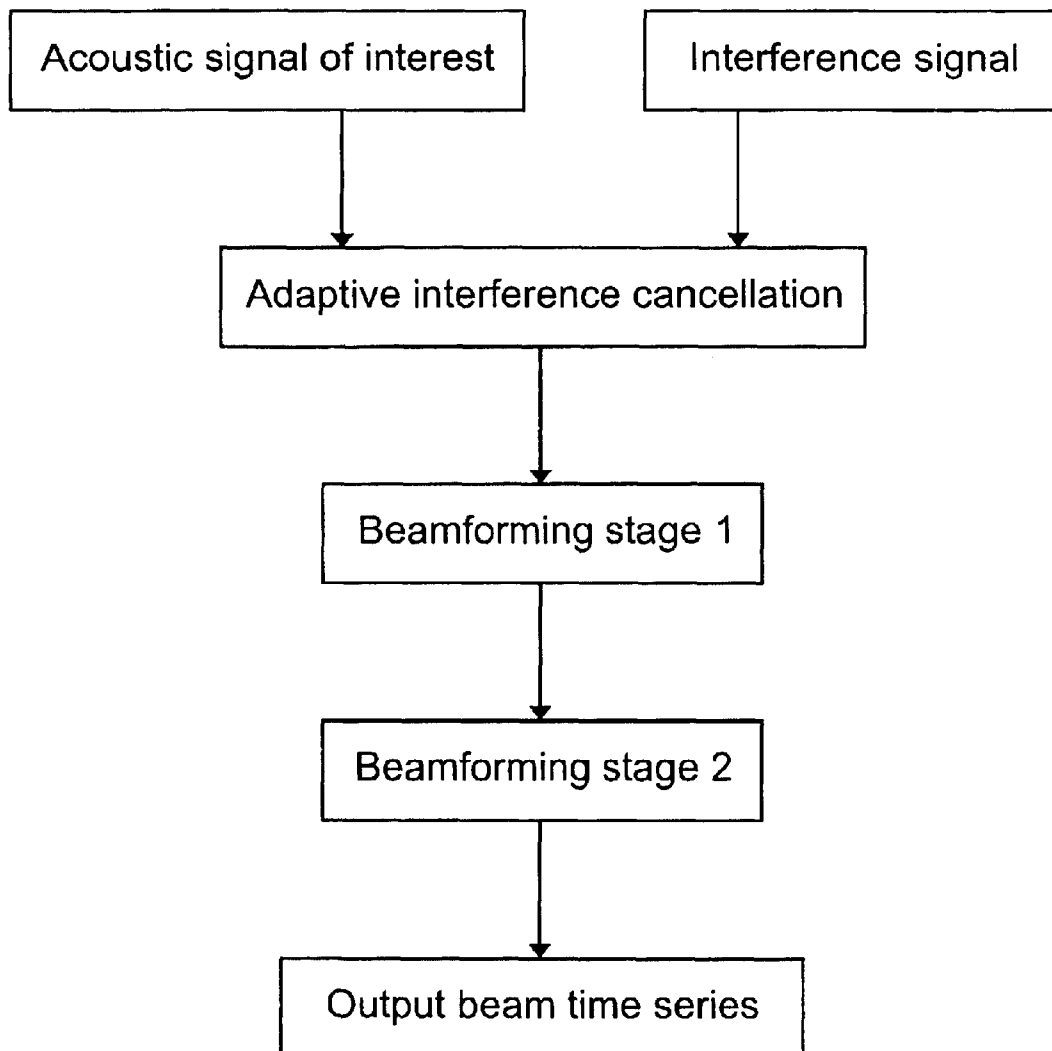 Acoustic signal of interest
Interference signal
Adaptive interference cancellation
Beamforming stage 1
Beamforming stage 2
Output beam time series